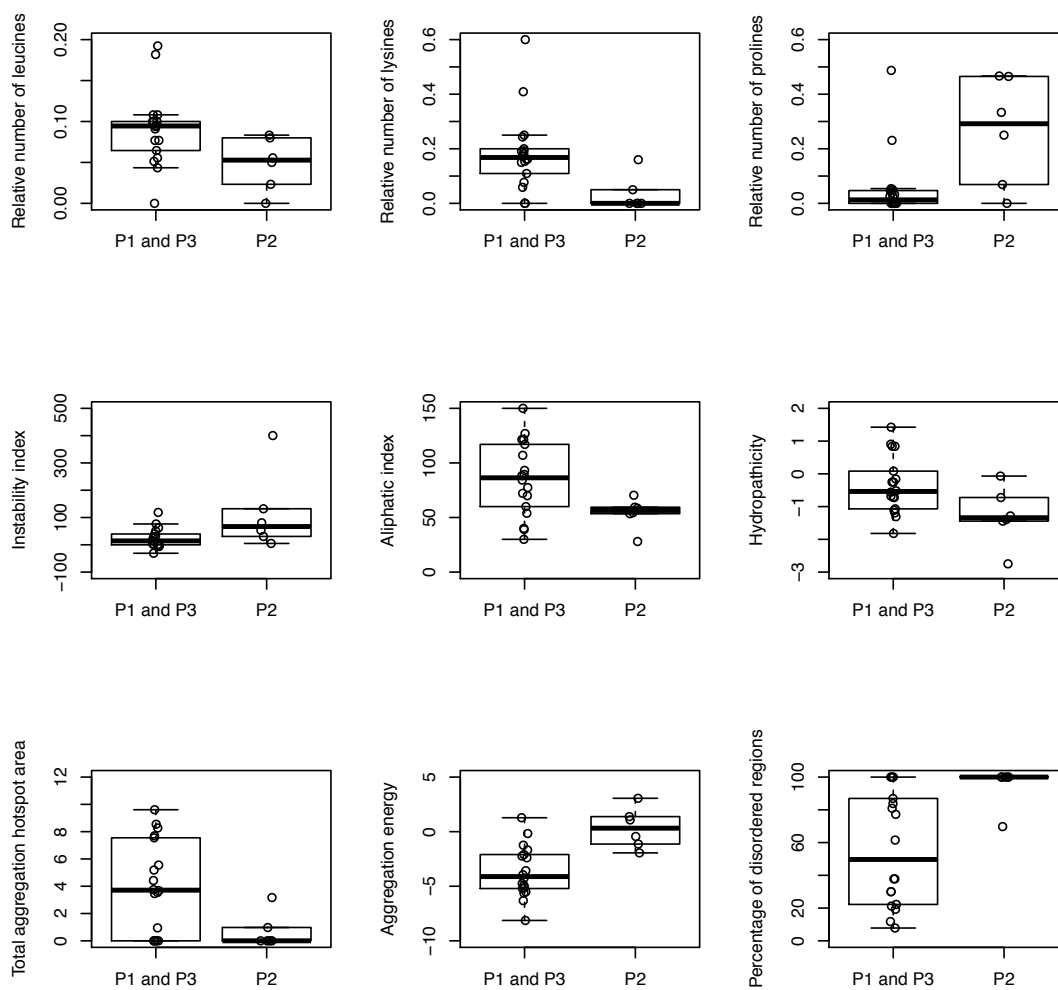 Relative number of leucines
0.00
0.10
0.20
P1 and P3
P2
Relative number of lysines
0.0
0.2
0.4
0.6
P1 and P3
P2
Relative number of prolines
0.0
0.2
0.4
0.6
P1 and P3
P2
Instability index
−100
100
300
500
P1 and P3
P2
Aliphatic index
0
50
100
150
P1 and P3
P2
Hydropathicity
−3
−1
0
1
2
P1 and P3
P2
Total aggregation hotspot area
0
2
4
6
8
12
P1 and P3
P2
Aggregation energy
−10
−5
0
5
P1 and P3
P2
Percentage of disordered regions
0
20
60
100
P1 and P3
P2